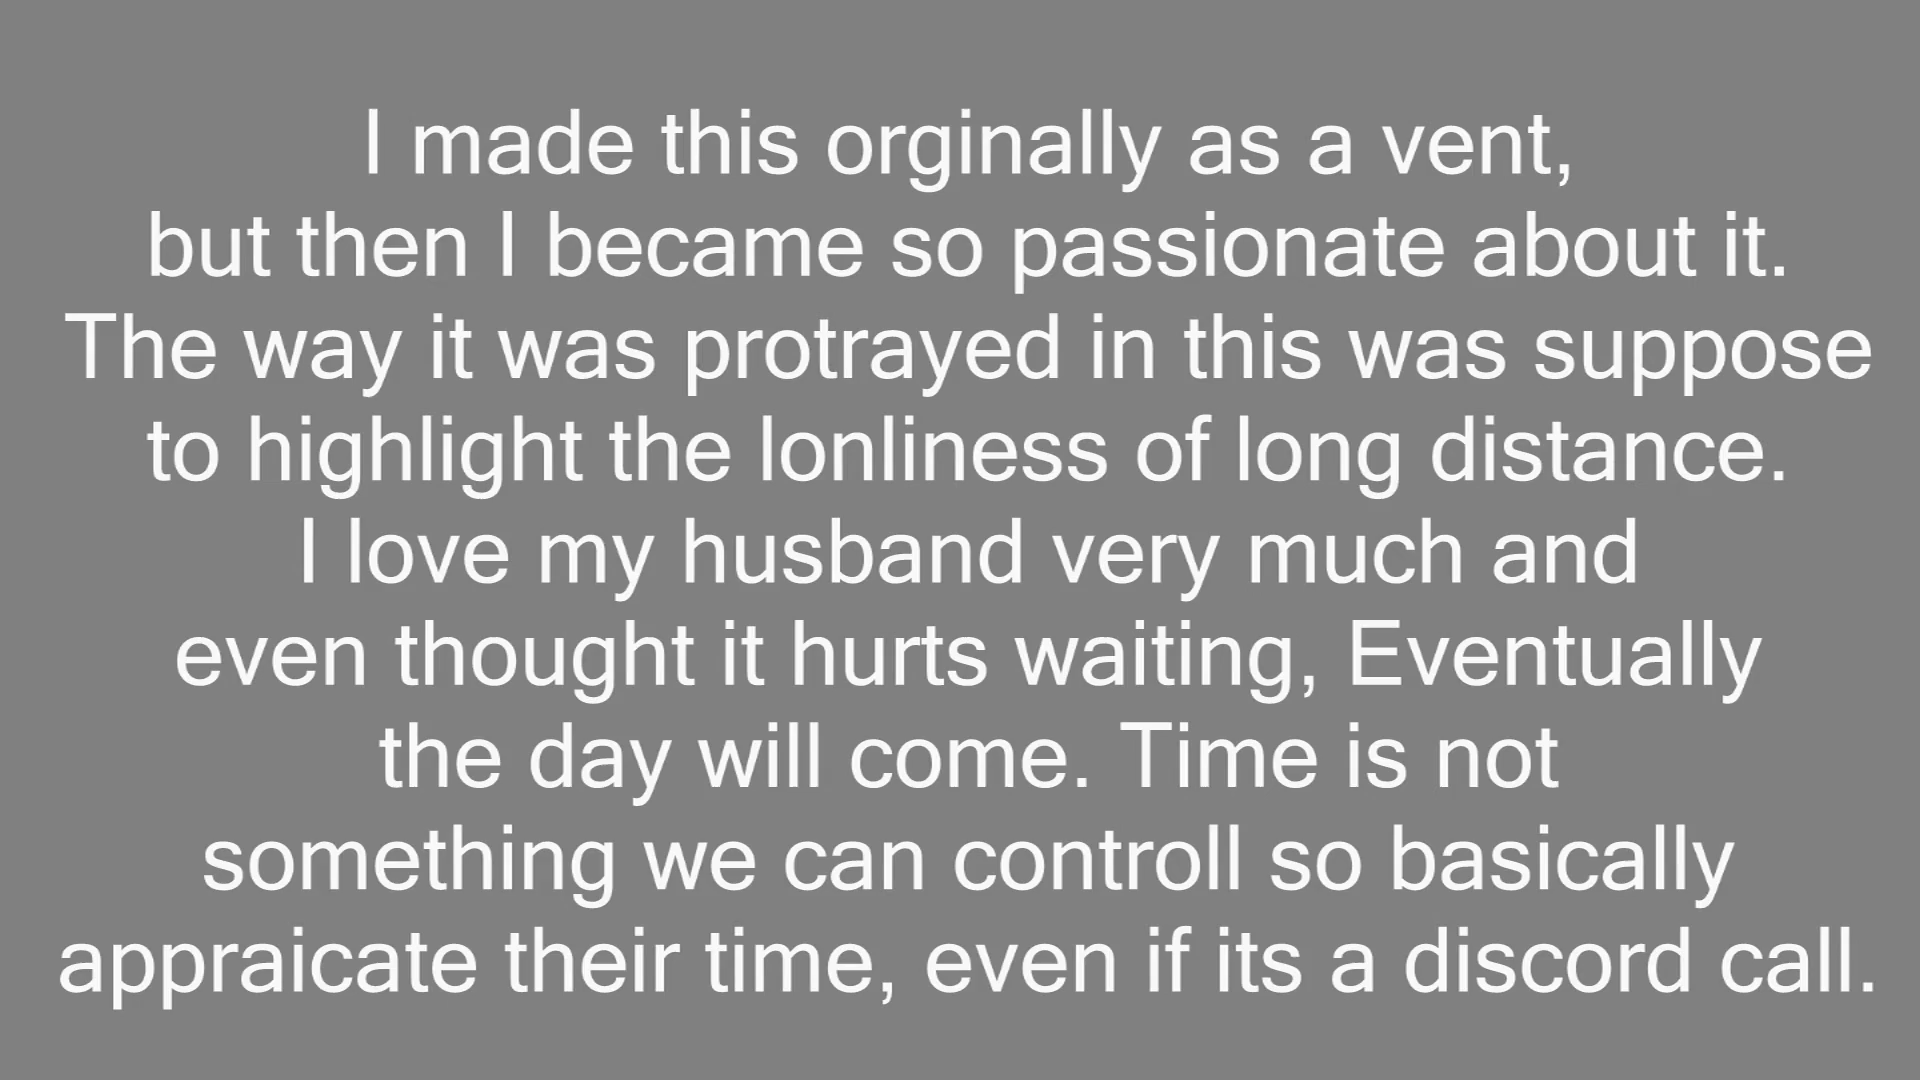 I made this orginally as a vent,
but then I became so passionate about it.
The way it was protrayed in this was suppose
to highlight the lonliness of long distance.
I love my husband very much and
even thought it hurts waiting, Eventually
the day will come. Time is not
something we can controll so basically
appraicate their time, even if its a discord call.